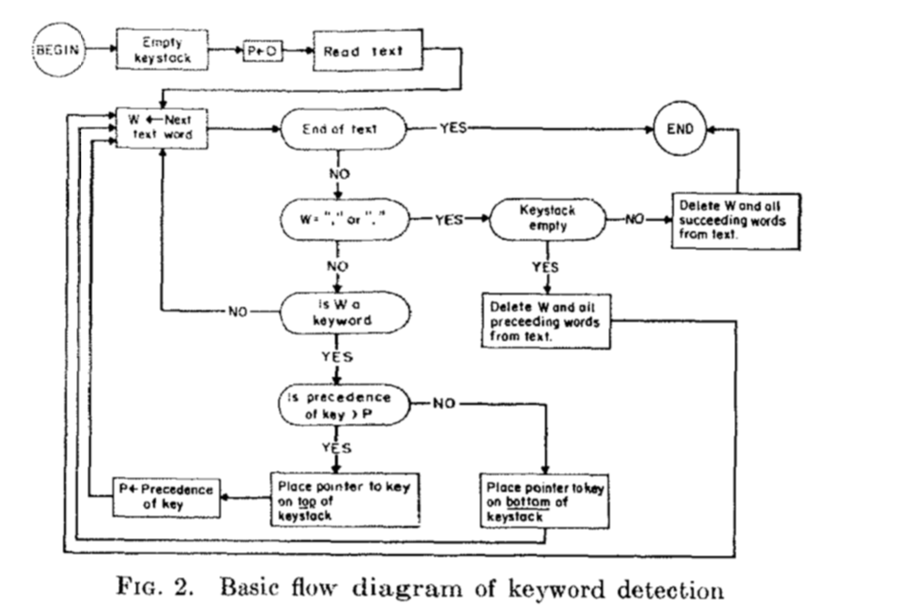 BEGIN
Empty
keystack
P←O
Read text
W ← Next
text word
End of text
YES
END
NO
W = "," or "."
YES
Keystack
empty
NO
Delete W and all
succeeding words
from text.
NO
YES
Is W a
keyword
NO
Delete W and all
preceeding words
from text.
YES
Is precedence
of key > P
NO
YES
P← Precedence
of key
Place pointer to key
on top of
keystack
Place pointer to key
on bottom of
keystack
FIG. 2. Basic flow diagram of keyword detection